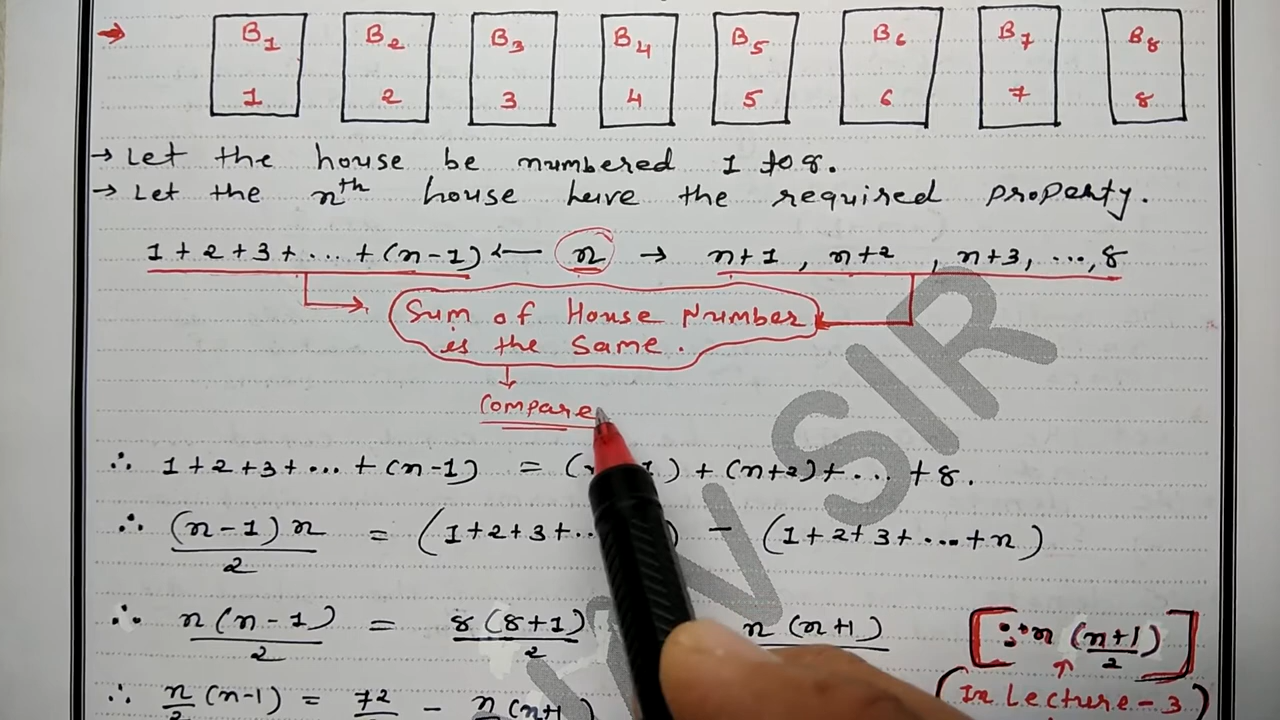 → B1 B2 B3 B4 B5 B6 B7 B8
1 2 3 4 5 6 7 8
→ Let the house be numbered 1 to 8.
→ Let the nth house have the required property.
1+2+3+...+(n-1) ← n → n+1, n+2, n+3, ..., 8
Sum of House Number
is the same.
Compare
∴ 1+2+3+...+(n-1) = ( 1) + (n+2)+...+8.
∴ (n-1)n/2 = (1+2+3+.. ) - (1+2+3+...+n)
∴ n(n-1)/2 = 8(8+1)/2 n(n+1) [∵ n(n+1)/2]
∴ n/2 (n-1) = 72 - n(n+1 (In Lecture-3)
V SIR